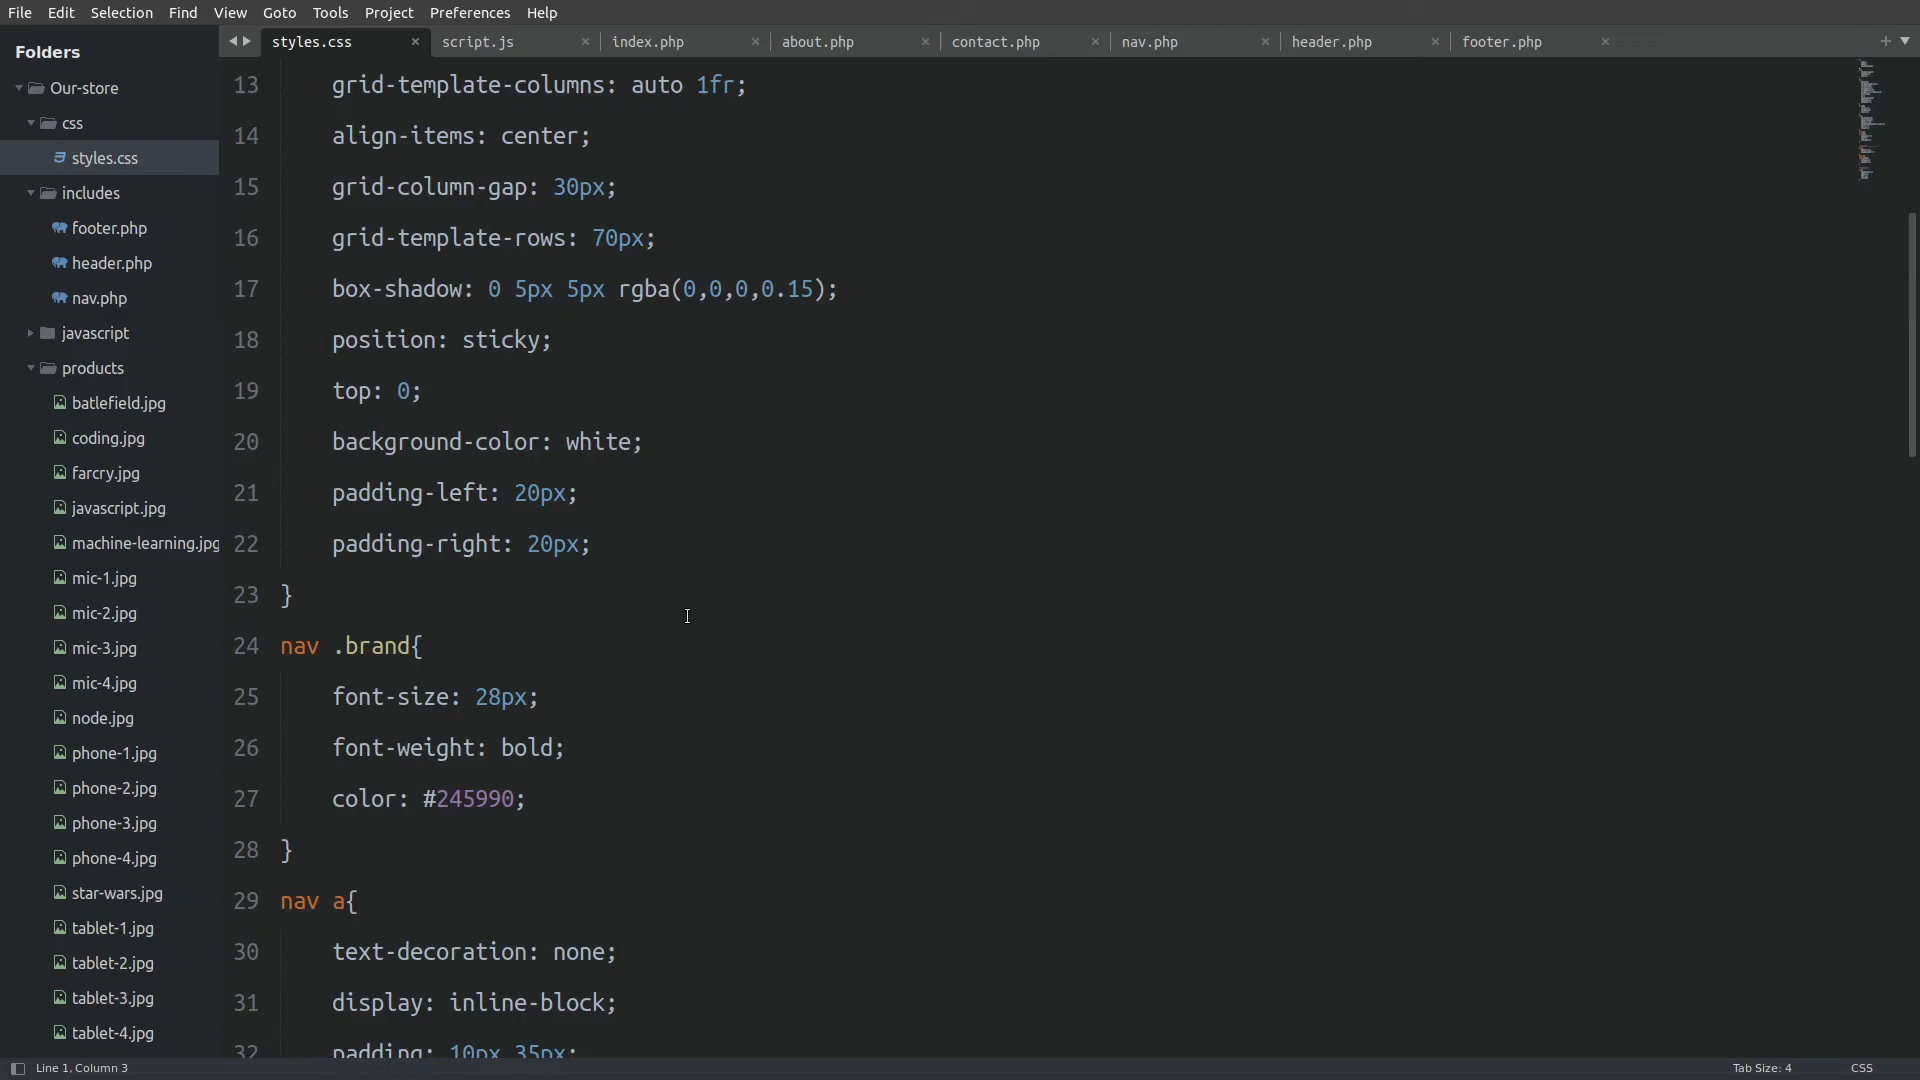 File Edit Selection Find View Goto Tools Project Preferences Help
Folders
Our-store
css
styles.css
includes
footer.php
header.php
nav.php
javascript
products
batlefield.jpg
coding.jpg
farcry.jpg
javascript.jpg
machine-learning.jpg
mic-1.jpg
mic-2.jpg
mic-3.jpg
mic-4.jpg
node.jpg
phone-1.jpg
phone-2.jpg
phone-3.jpg
phone-4.jpg
star-wars.jpg
tablet-1.jpg
tablet-2.jpg
tablet-3.jpg
tablet-4.jpg
styles.css script.js index.php about.php contact.php nav.php header.php footer.php
13 grid-template-columns: auto 1fr;
14 align-items: center;
15 grid-column-gap: 30px;
16 grid-template-rows: 70px;
17 box-shadow: 0 5px 5px rgba(0,0,0,0.15);
18 position: sticky;
19 top: 0;
20 background-color: white;
21 padding-left: 20px;
22 padding-right: 20px;
23 }
24 nav .brand{
25 font-size: 28px;
26 font-weight: bold;
27 color: #245990;
28 }
29 nav a{
30 text-decoration: none;
31 display: inline-block;
32 padding: 10px 35px;
Line 1, Column 3 Tab Size: 4 CSS